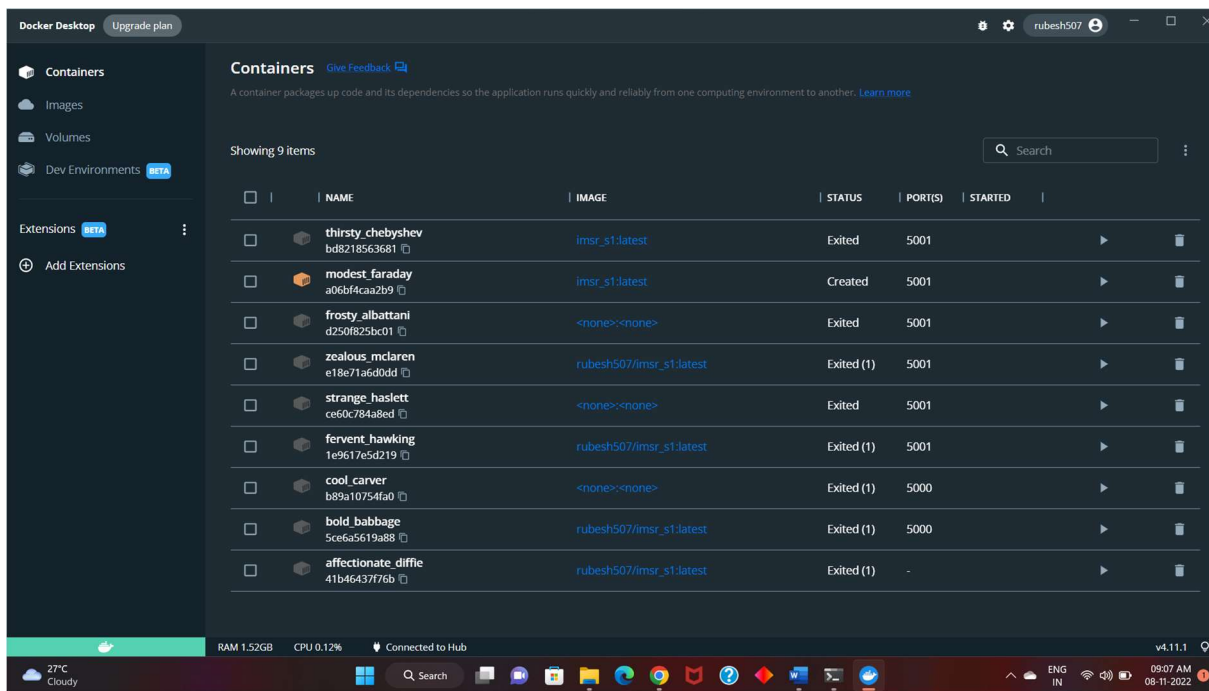 Docker Desktop Upgrade plan rubesh507
Containers
Images
Volumes
Dev Environments BETA
Extensions BETA
Add Extensions
Containers Give Feedback
A container packages up code and its dependencies so the application runs quickly and reliably from one computing environment to another. Learn more
Showing 9 items Search
NAME IMAGE STATUS PORT(S) STARTED
thirsty_chebyshev
bd8218563681 imsr_s1:latest Exited 5001
modest_faraday
a06bf4caa2b9 imsr_s1:latest Created 5001
frosty_albattani
d250f825bc01 <none>:<none> Exited 5001
zealous_mclaren
e18e71a6d0dd rubesh507/imsr_s1:latest Exited (1) 5001
strange_haslett
ce60c784a8ed <none>:<none> Exited 5001
fervent_hawking
1e9617e5d219 rubesh507/imsr_s1:latest Exited (1) 5001
cool_carver
b89a10754fa0 <none>:<none> Exited (1) 5000
bold_babbage
5ce6a5619a88 rubesh507/imsr_s1:latest Exited (1) 5000
affectionate_diffie
41b46437f76b rubesh507/imsr_s1:latest Exited (1) -
RAM 1.52GB CPU 0.12% Connected to Hub v4.11.1
27°C
Cloudy
Search
ENG
IN
09:07 AM
08-11-2022
1